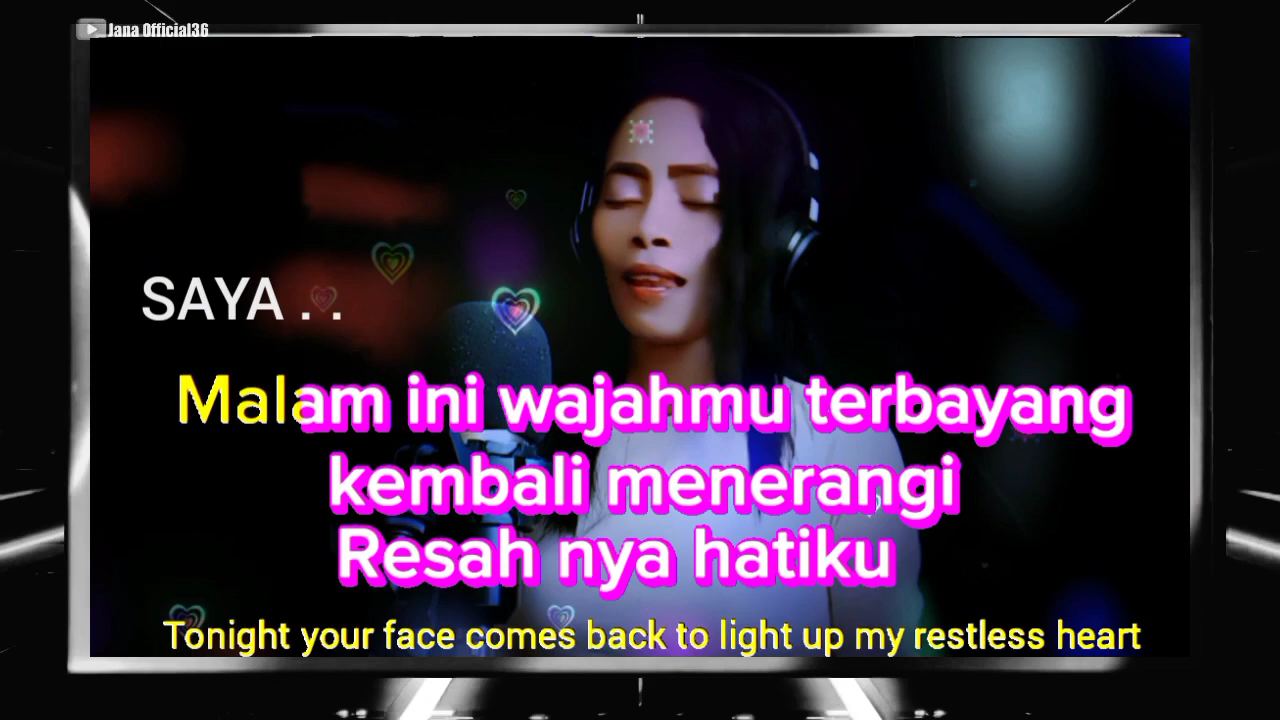 Jana Official36
SAYA . .
Malam ini wajahmu terbayang
kembali menerangi
Resah nya hatiku
Tonight your face comes back to light up my restless heart